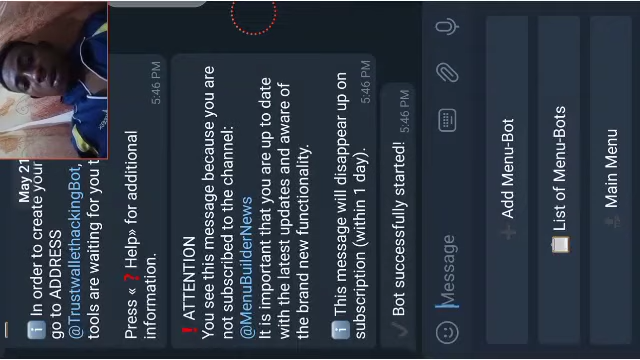 May 21
In order to create your
go to ADDRESS
@TrustwallethackingBot,
tools are waiting for you t
Press «❓Help» for additional
information.
5:46 PM
❗ATTENTION
You see this message because you are
not subscribed to the channel:
@MenuBuilderNews
It is important that you are up to date
with the latest updates and aware of
the brand new functionality.
ℹ️ This message will disappear up on
subscription (within 1 day).
5:46 PM
✔ Bot successfully started!
5:46 PM
Message
Add Menu-Bot
List of Menu-Bots
Main Menu